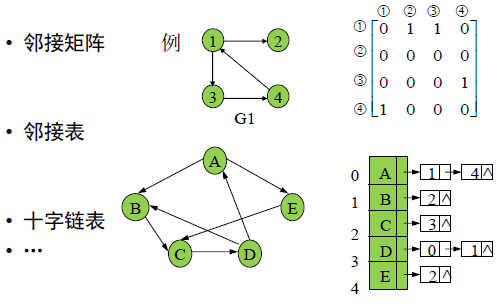 • 邻接矩阵
例
1 2
3 4
G1
① ② ③ ④
① 0 1 1 0
② 0 0 0 0
③ 0 0 0 1
④ 1 0 0 0
• 邻接表
A
B E
C D
0 A 1 4 ^
1 B 2 ^
2 C 3 ^
3 D 0 1 ^
4 E 2 ^
• 十字链表
• …